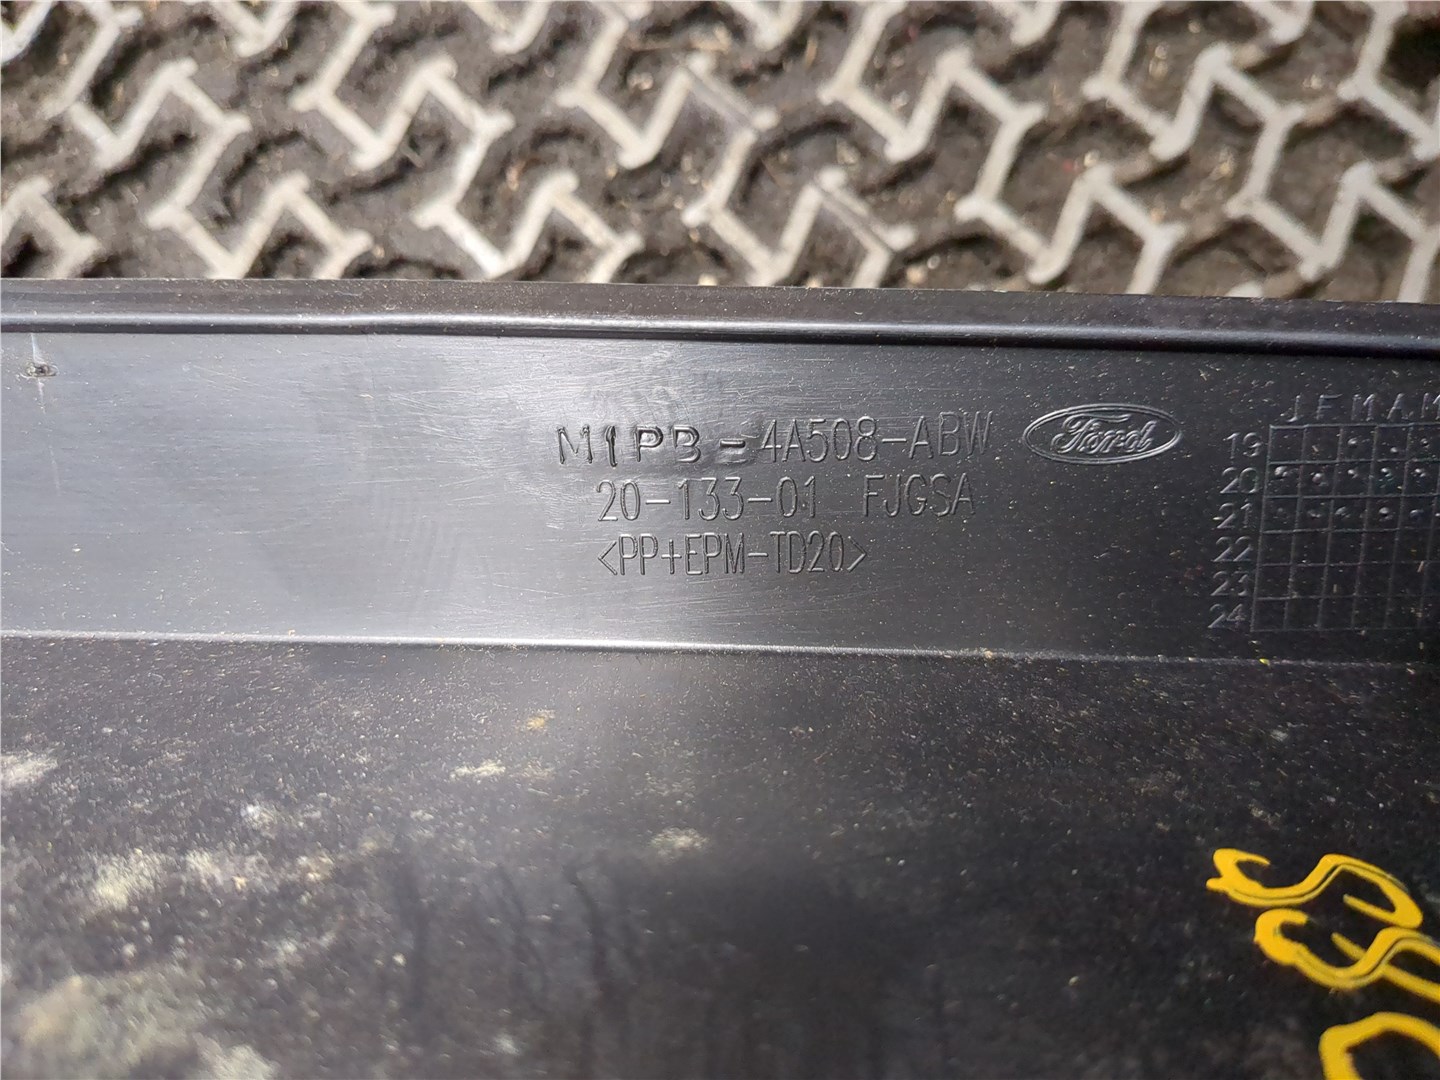 M1PB-4A508-ABW
Ford
20-133-01 FJGSA
<PP+EPM-TD20>
J F M A M
19
20
21
22
23
24